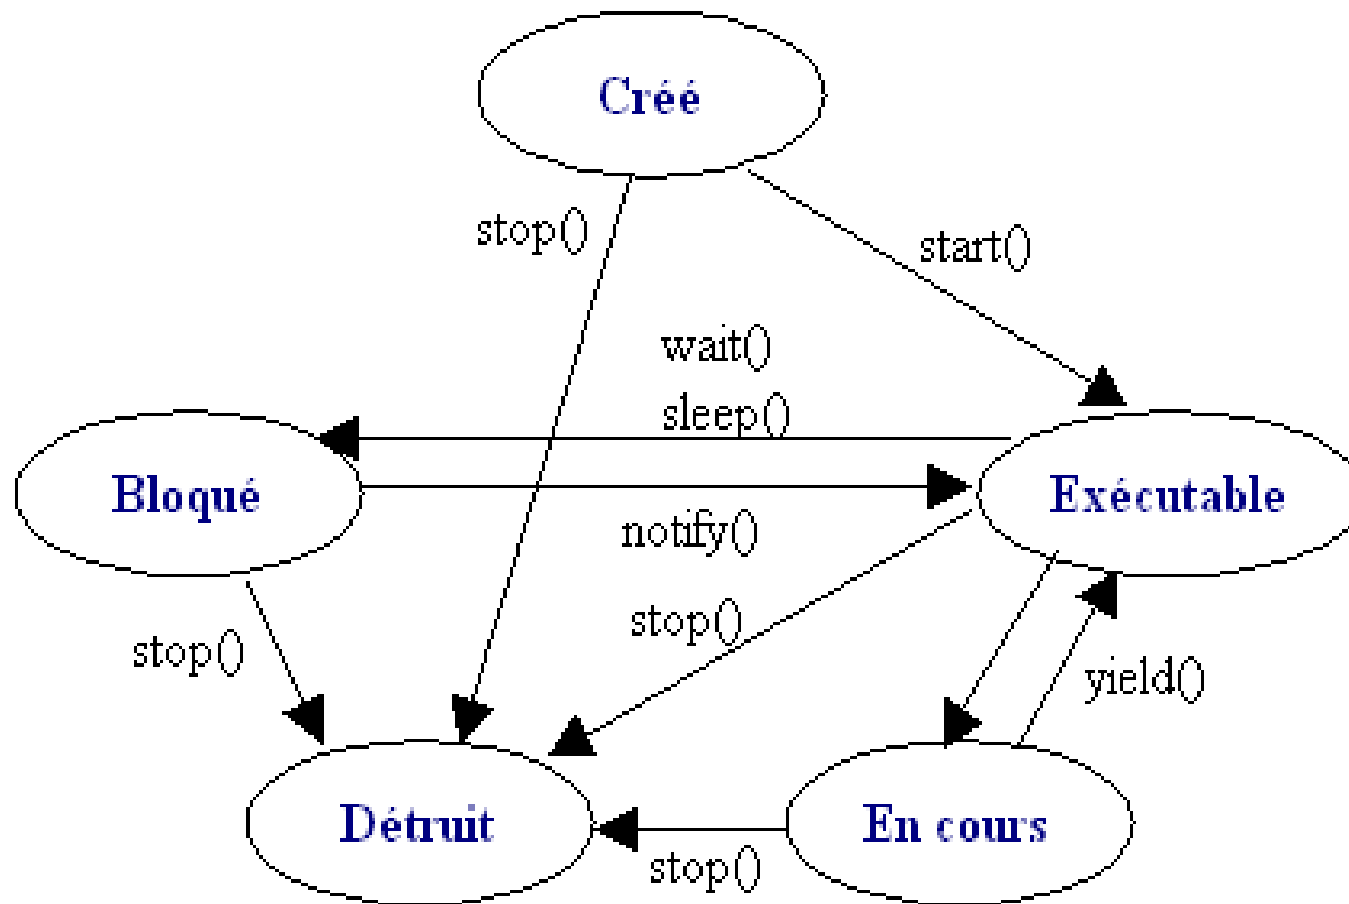 Créé
stop()
start()
wait()
sleep()
Bloqué
Exécutable
notify()
stop()
stop()
yield()
Détruit
En cours
stop()